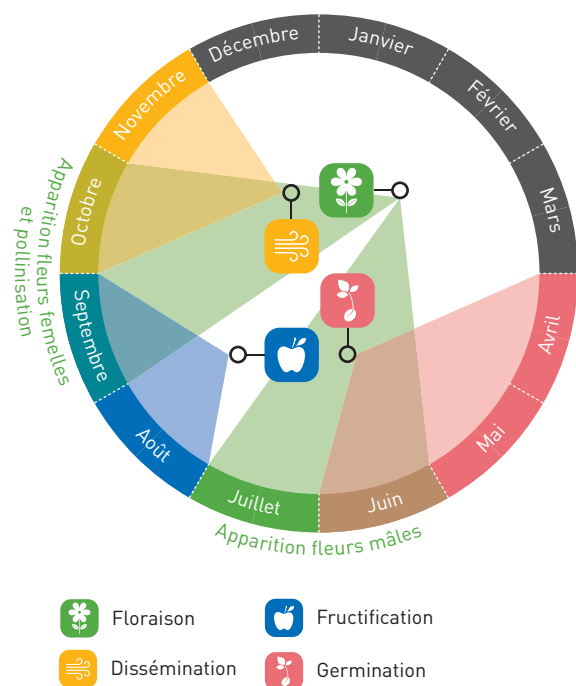 Janvier
Février
Mars
Avril
Mai
Juin
Juillet
Août
Septembre
Octobre
Novembre
Décembre
Apparition fleurs femelles
et pollinisation
Apparition fleurs mâles
Floraison
Fructification
Dissémination
Germination